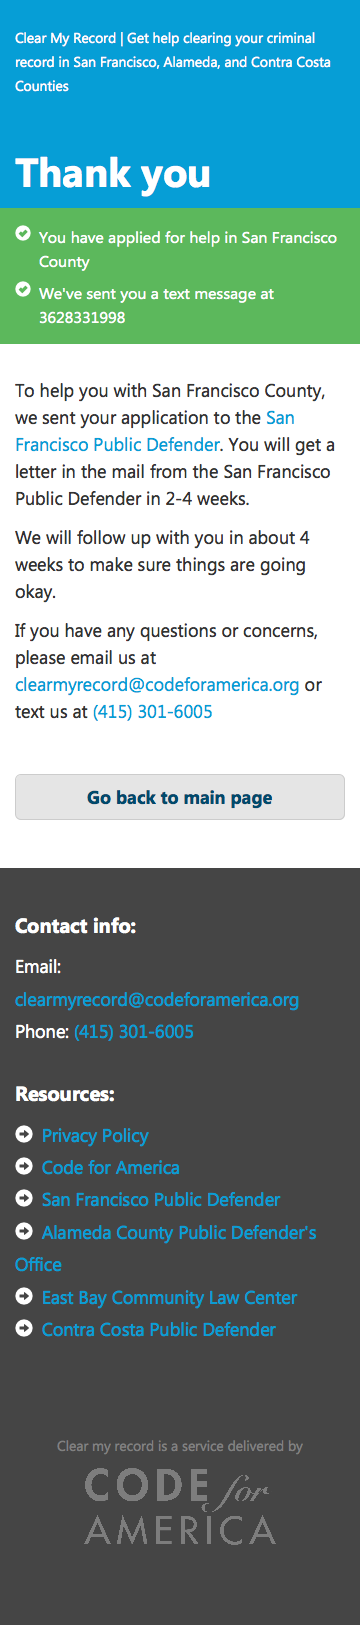 Clear My Record | Get help clearing your criminal
record in San Francisco, Alameda, and Contra Costa
Counties
Thank you
You have applied for help in San Francisco
County
We've sent you a text message at
3628331998
To help you with San Francisco County,
we sent your application to the San
Francisco Public Defender. You will get a
letter in the mail from the San Francisco
Public Defender in 2-4 weeks.
We will follow up with you in about 4
weeks to make sure things are going
okay.
If you have any questions or concerns,
please email us at
clearmyrecord@codeforamerica.org or
text us at (415) 301-6005
Go back to main page
Contact info:
Email:
clearmyrecord@codeforamerica.org
Phone: (415) 301-6005
Resources:
Privacy Policy
Code for America
San Francisco Public Defender
Alameda County Public Defender's
Office
East Bay Community Law Center
Contra Costa Public Defender
Clear my record is a service delivered by
CODE for
AMERICA